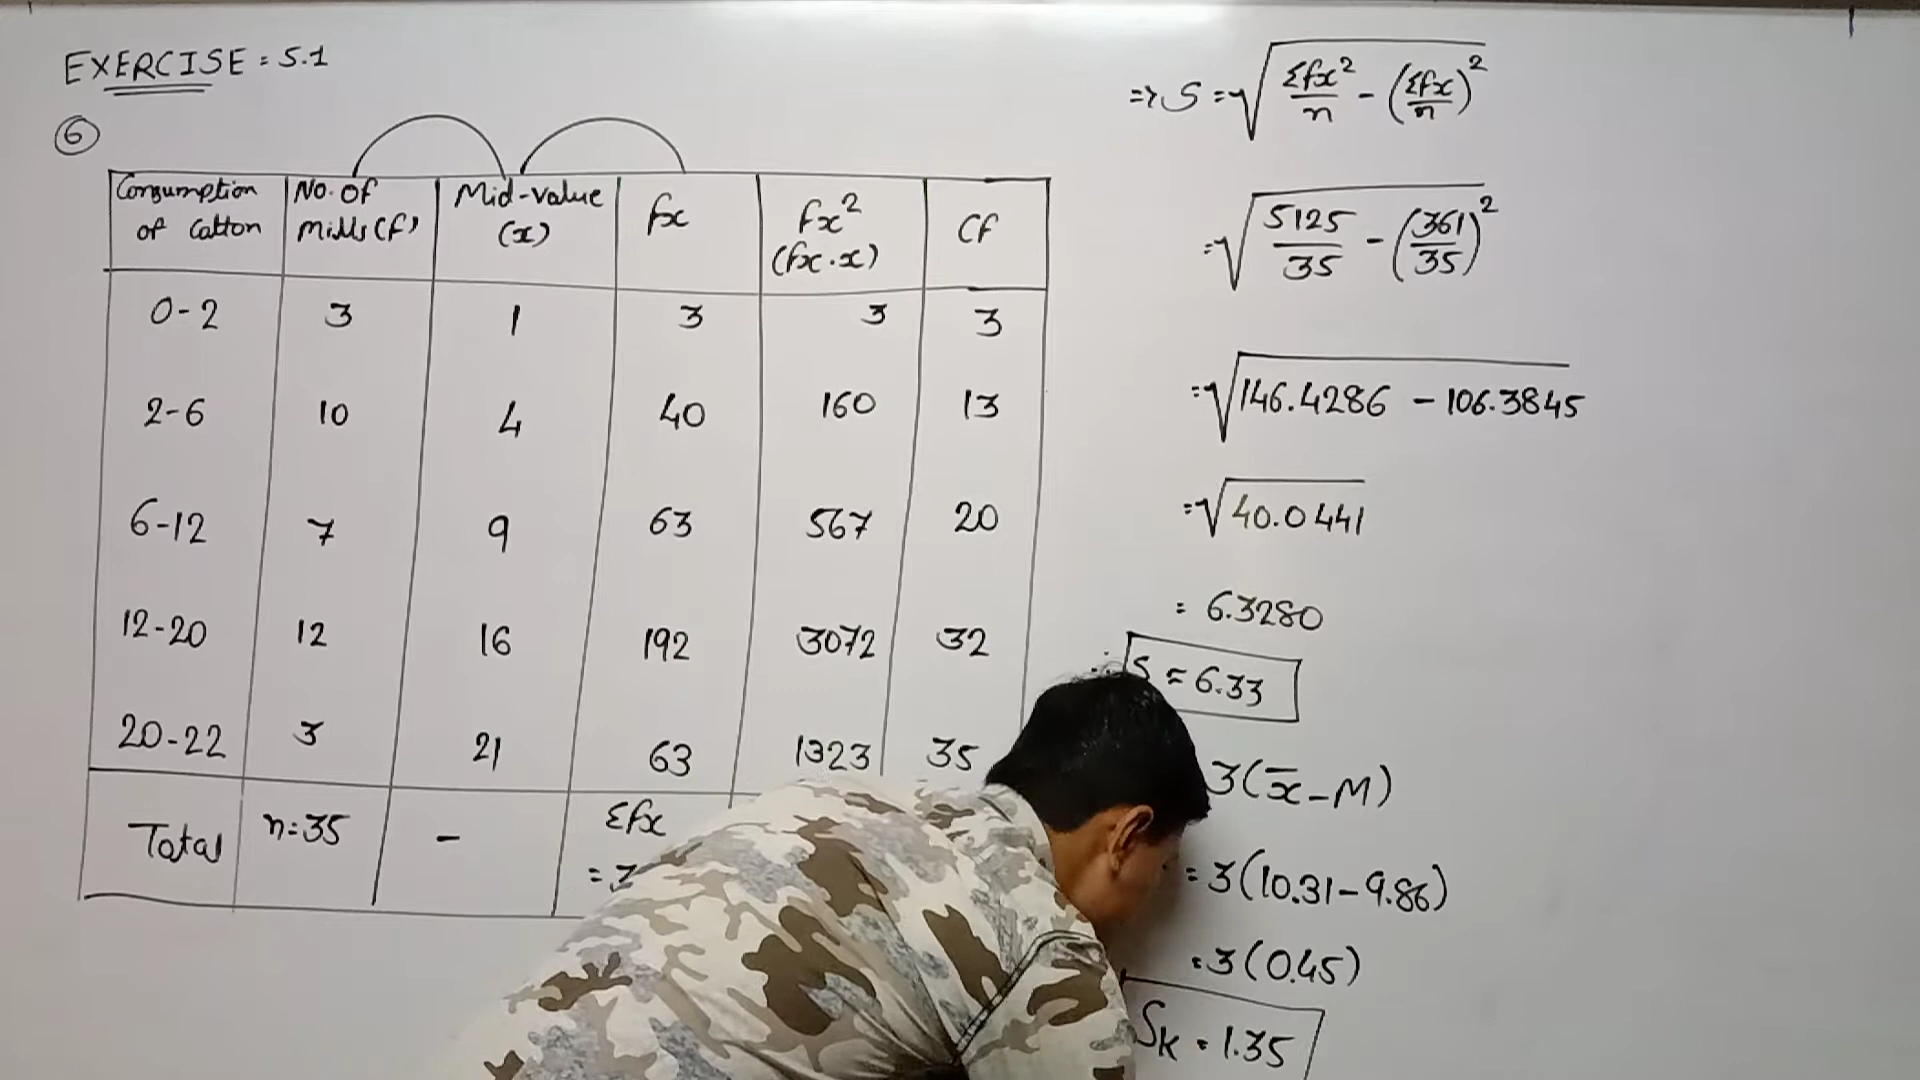 EXERCISE = 5.1
6
Consumption of Catton | No. of mills (f) | Mid-value (x) | fx | fx² (fx.x) | Cf
0-2 | 3 | 1 | 3 | 3 | 3
2-6 | 10 | 4 | 40 | 160 | 13
6-12 | 7 | 9 | 63 | 567 | 20
12-20 | 12 | 16 | 192 | 3072 | 32
20-22 | 3 | 21 | 63 | 1323 | 35
Total | n=35 | - | Σfx =
=> S = √(Σfx²/n - (Σfx/n)²)
= √(5125/35 - (361/35)²)
= √(146.4286 - 106.3845)
= √40.0441
= 6.3280
∴ S = 6.33
3(x̄-M)
= 3(10.31-9.86)
= 3(0.45)
Sk = 1.35